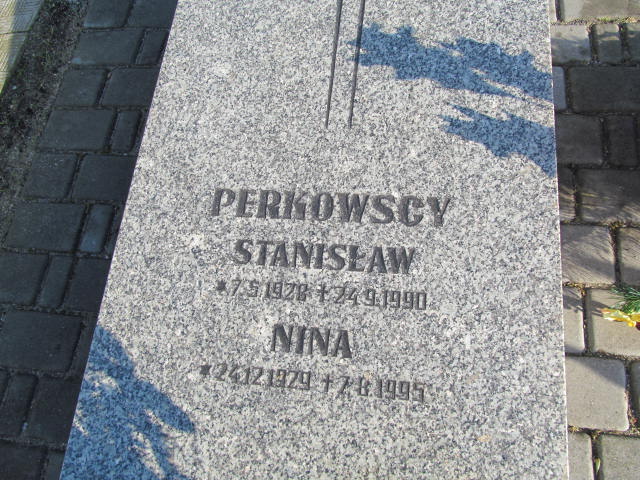 PERKOWSCY
STANISŁAW
*7.5.1928 †24.9.1990
NINA
*24.12.1929 †7.8.1995